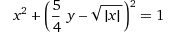 x² + (5/4 y − √|x|)² = 1